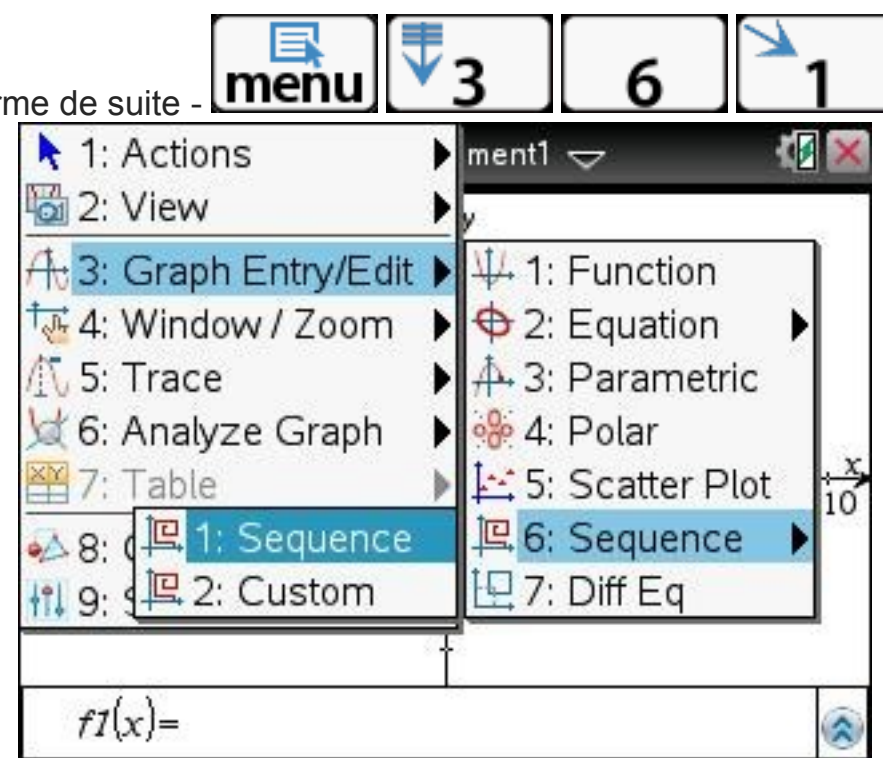 rme de suite - menu 3 6 1
1: Actions
2: View
3: Graph Entry/Edit
4: Window / Zoom
5: Trace
6: Analyze Graph
7: Table
8:
9:
ment1
y
1: Function
2: Equation
3: Parametric
4: Polar
5: Scatter Plot
6: Sequence
7: Diff Eq
1: Sequence
2: Custom
x
10
f1(x)=